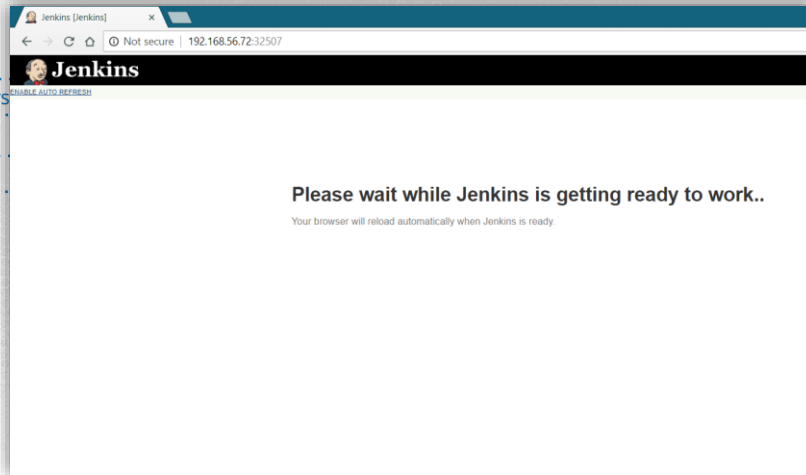 Jenkins [Jenkins]
Not secure | 192.168.56.72:32507
Jenkins
ENABLE AUTO REFRESH
Please wait while Jenkins is getting ready to work..
Your browser will reload automatically when Jenkins is ready.